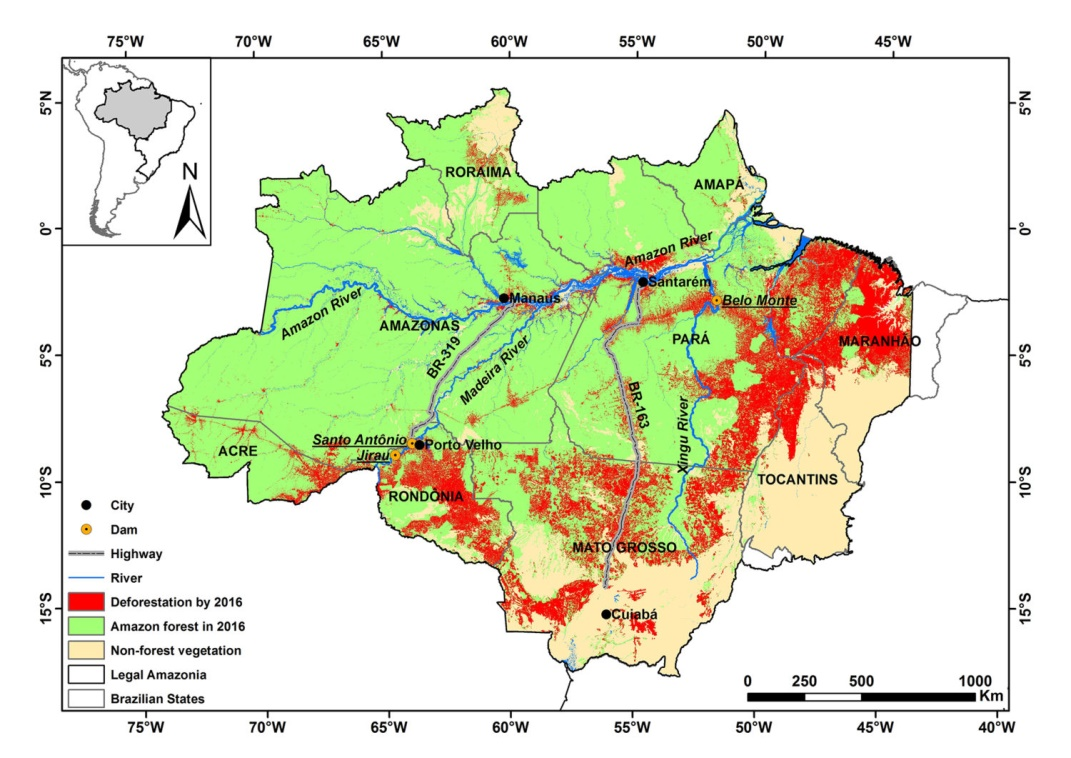 75°W 70°W 65°W 60°W 55°W 50°W 45°W
5°N
5°N
N
RORAIMA
AMAPÁ
0°
0°
Amazon River
Santarém
Manaus
Belo Monte
Amazon River
AMAZONAS
PARÁ
MARANHÃO
5°S
5°S
BR-319
Madeira River
BR-163
Xingu River
Santo Antônio
Porto Velho
Jirau
ACRE
10°S
10°S
RONDÔNIA
TOCANTINS
MATO GROSSO
15°S
15°S
Cuiabá
City
Dam
Highway
River
Deforestation by 2016
Amazon forest in 2016
Non-forest vegetation
Legal Amazonia
Brazilian States
0 250 500 1000
Km
75°W 70°W 65°W 60°W 55°W 50°W 45°W 40°W